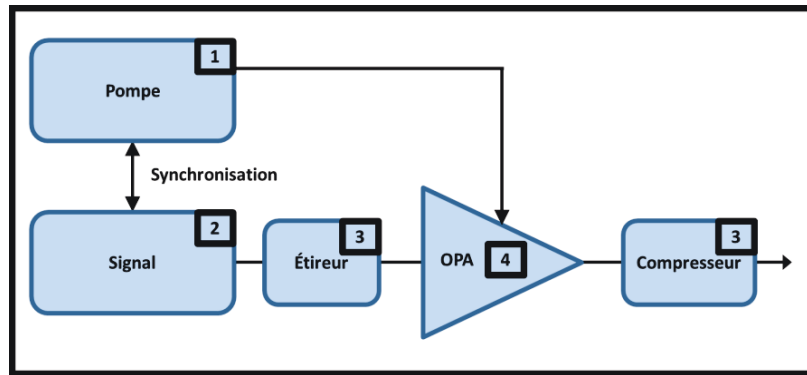 1
Pompe
Synchronisation
2
Signal
3
Étireur
OPA
4
3
Compresseur